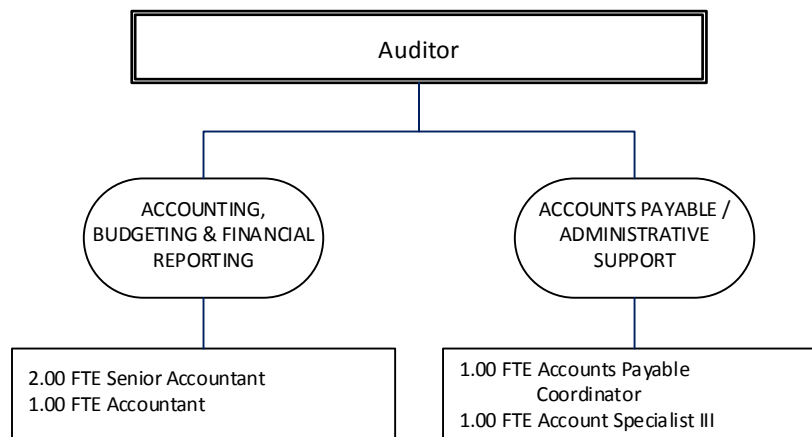 Auditor
ACCOUNTING,
BUDGETING & FINANCIAL
REPORTING
ACCOUNTS PAYABLE /
ADMINISTRATIVE
SUPPORT
2.00 FTE Senior Accountant
1.00 FTE Accountant
1.00 FTE Accounts Payable
Coordinator
1.00 FTE Account Specialist III